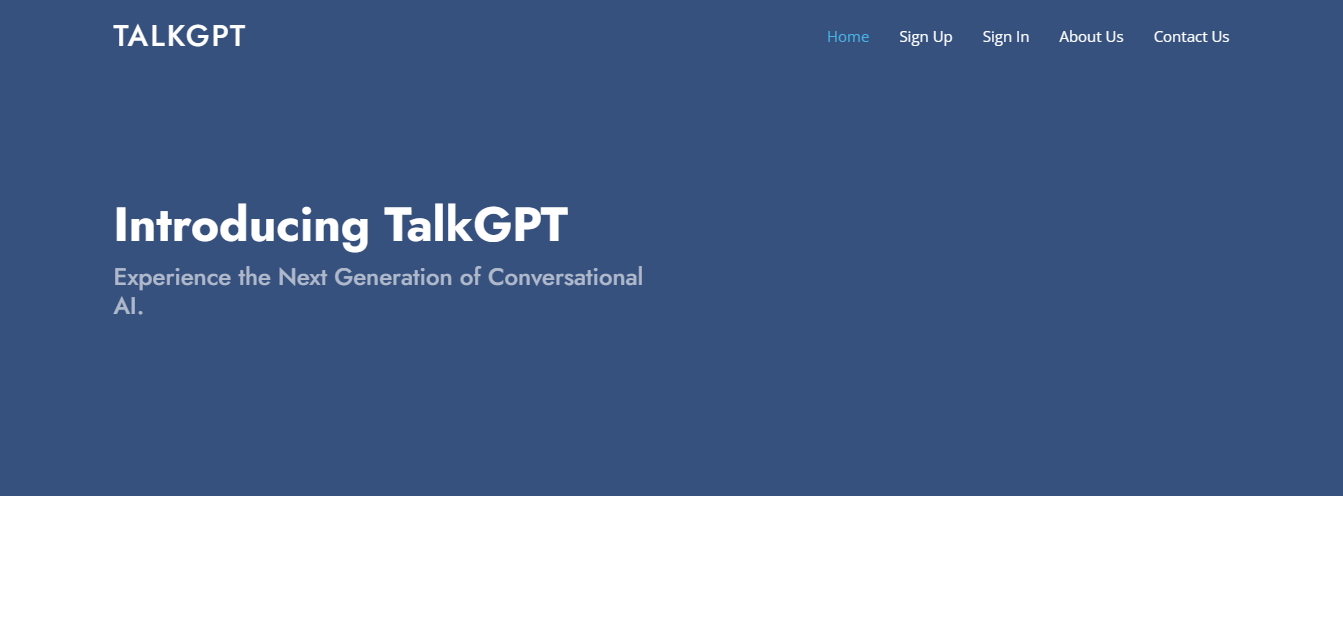 TALKGPT
Home Sign Up Sign In About Us Contact Us
Introducing TalkGPT
Experience the Next Generation of Conversational
AI.